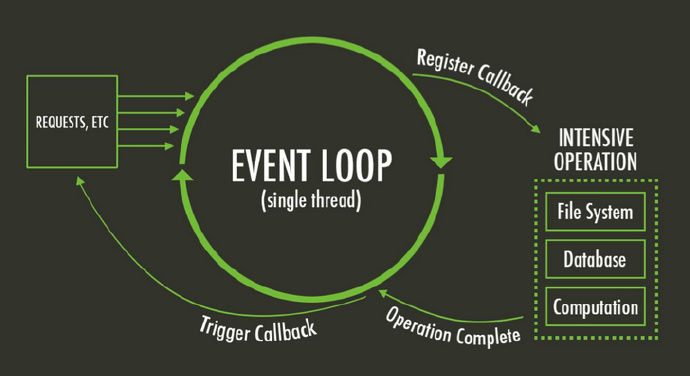 REQUESTS, ETC
EVENT LOOP
(single thread)
Register Callback
INTENSIVE
OPERATION
File System
Database
Computation
Operation Complete
Trigger Callback